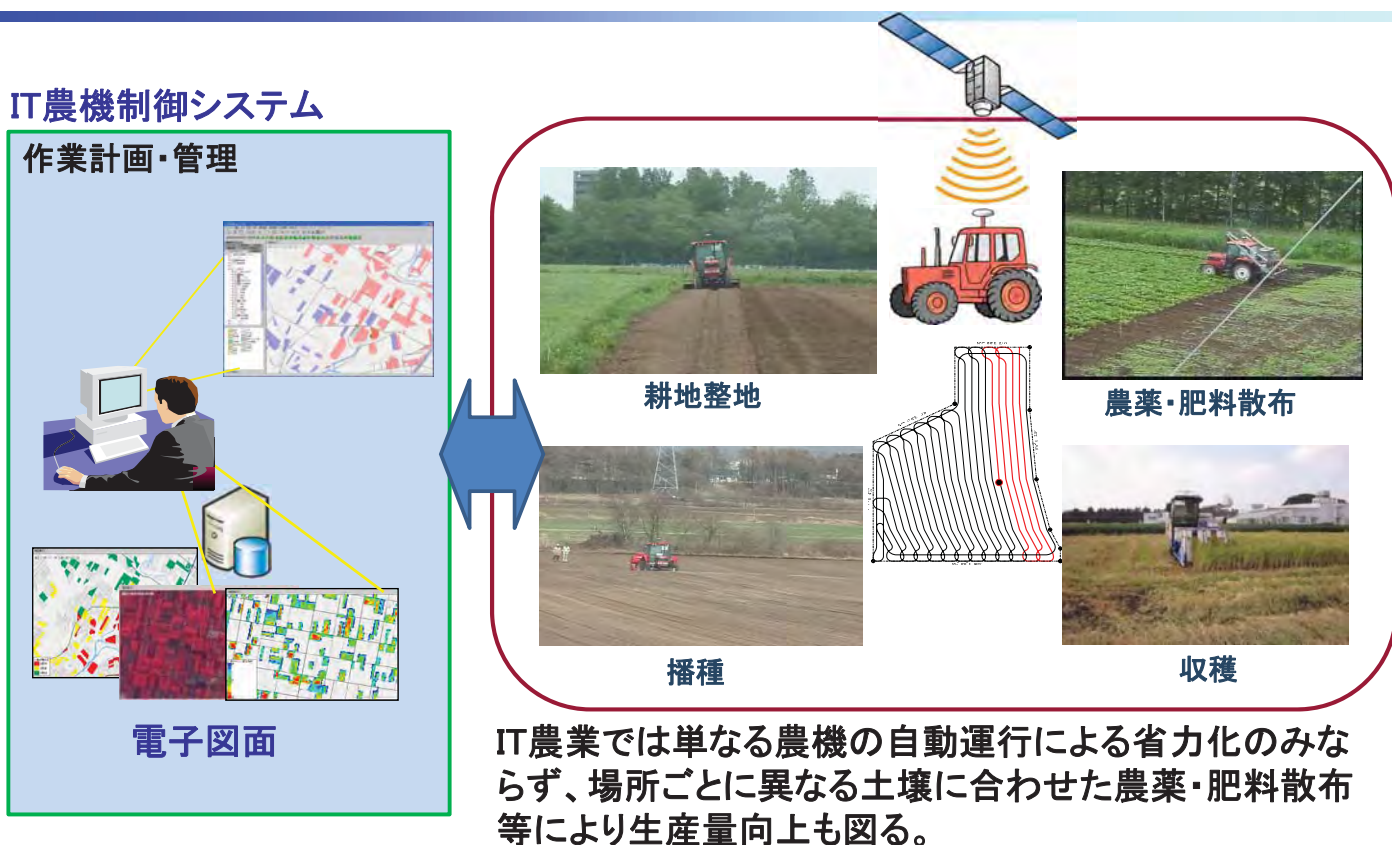 IT農機制御システム
作業計画・管理
電子図面
耕地整地
農薬・肥料散布
播種
収穫
IT農業では単なる農機の自動運行による省力化のみな
らず、場所ごとに異なる土壌に合わせた農薬・肥料散布
等により生産量向上も図る。